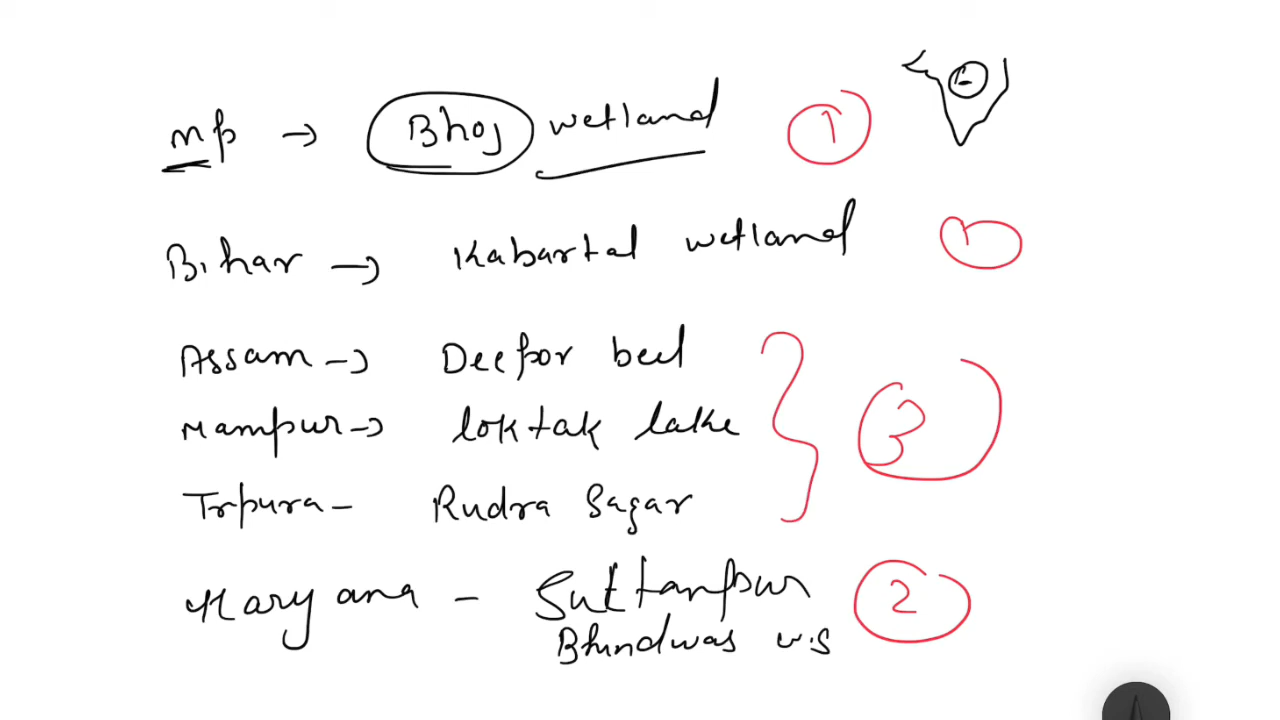 MP → Bhoj wetland 1
Bihar → Kabartal wetland 1
Assam → Deepor beel
Manipur → loktak lake 3
Tripura - Rudra Sagar
Haryana - Sultanpur 2
Bhindwas w.s